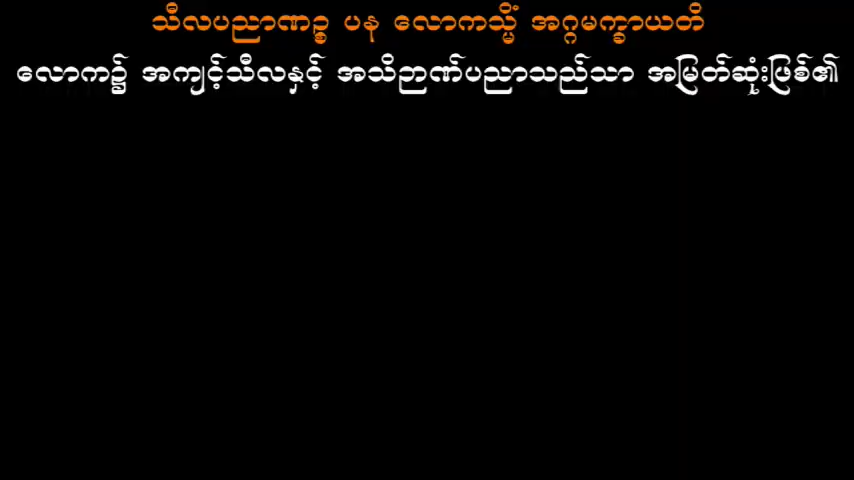 သီလပညာဏဉ္စ ပန လောကသ္မိံ အဂ္ဂမက္ခာယတိ
လောက၌ အကျင့်သီလနှင့် အသိဉာဏ်ပညာသည်သာ အမြတ်ဆုံးဖြစ်၏